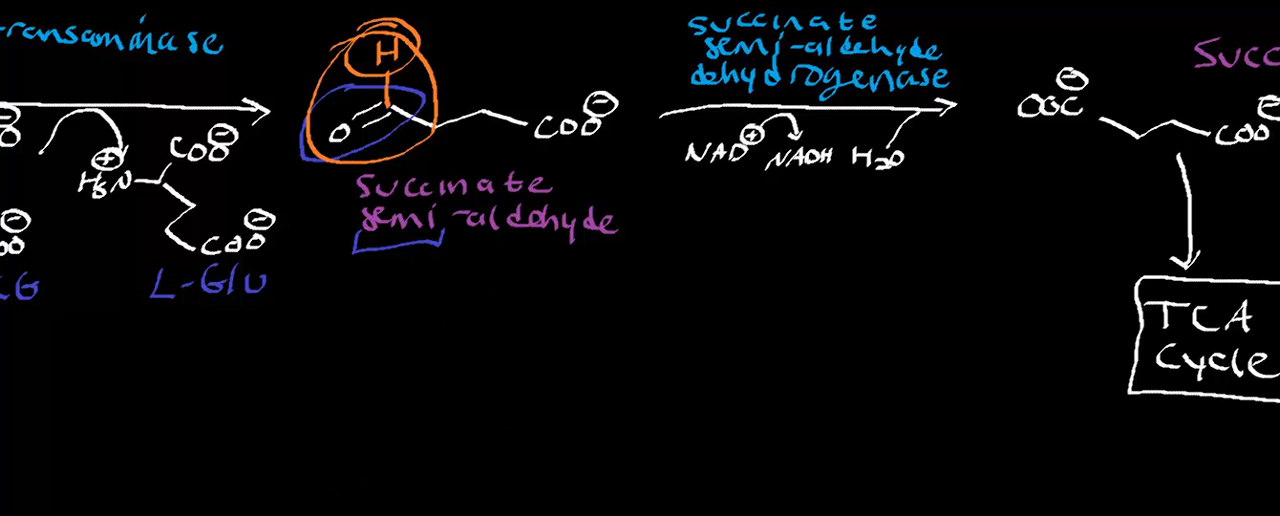 transaminase
H
O
COO⊖
Succinate
semi-aldehyde
succinate
semi-aldehyde
dehydrogenase
NAD⊕ NADH H2O
Succ
⊖OOC
COO⊖
TCA
Cycle
⊕
H3N
COO⊖
COO⊖
L-Glu